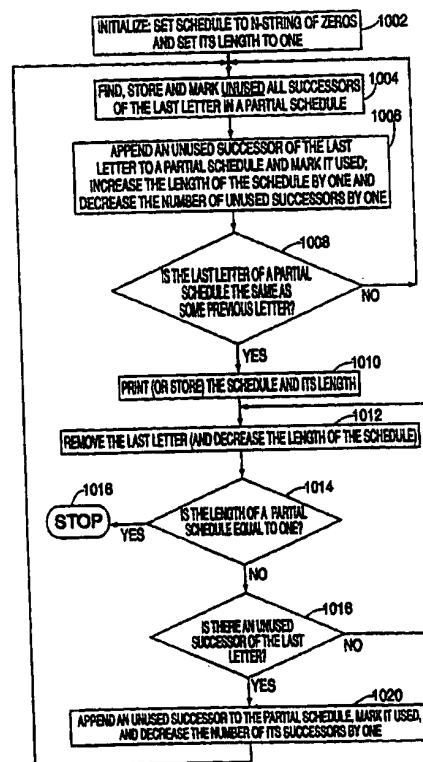 INITIALIZE: SET SCHEDULE TO N-STRING OF ZEROS
AND SET ITS LENGTH TO ONE
1002
FIND, STORE AND MARK UNUSED ALL SUCCESSORS
OF THE LAST LETTER IN A PARTIAL SCHEDULE
1004
1006
APPEND AN UNUSED SUCCESSOR OF THE LAST
LETTER TO A PARTIAL SCHEDULE AND MARK IT USED;
INCREASE THE LENGTH OF THE SCHEDULE BY ONE AND
DECREASE THE NUMBER OF UNUSED SUCCESSORS BY ONE
1008
IS THE LAST LETTER OF A PARTIAL
SCHEDULE THE SAME AS
SOME PREVIOUS LETTER?
NO
YES
1010
PRINT (OR STORE) THE SCHEDULE AND ITS LENGTH
1012
REMOVE THE LAST LETTER (AND DECREASE THE LENGTH OF THE SCHEDULE)
1018
1014
STOP
IS THE LENGTH OF A PARTIAL
SCHEDULE EQUAL TO ONE?
YES
NO
1016
IS THERE AN UNUSED
SUCCESSOR OF THE LAST
LETTER?
NO
YES
1020
APPEND AN UNUSED SUCCESSOR TO THE PARTIAL SCHEDULE, MARK IT USED,
AND DECREASE THE NUMBER OF ITS SUCCESSORS BY ONE